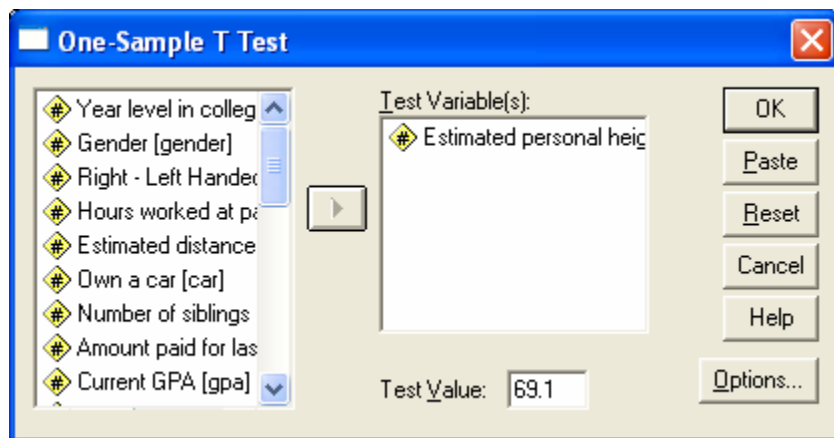 One-Sample T Test
Year level in colleg
Gender [gender]
Right - Left Handed
Hours worked at pa
Estimated distance
Own a car [car]
Number of siblings
Amount paid for las
Current GPA [gpa]
Test Variable(s):
Estimated personal heig
Test Value: 69.1
OK
Paste
Reset
Cancel
Help
Options...